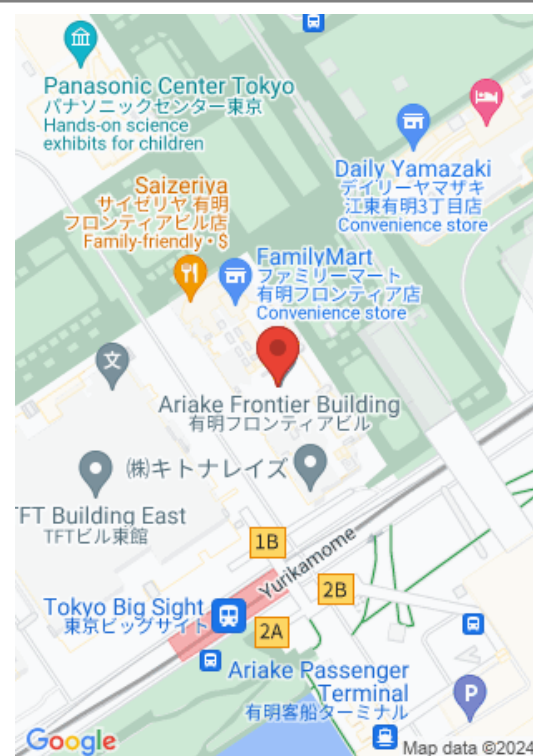 Panasonic Center Tokyo
パナソニックセンター東京
Hands-on science
exhibits for children
Daily Yamazaki
デイリーヤマザキ
江東有明3丁目店
Convenience store
Saizeriya
サイゼリヤ 有明
フロンティアビル店
Family-friendly • $
FamilyMart
ファミリーマート
有明フロンティア店
Convenience store
文
Ariake Frontier Building
有明フロンティアビル
(株)キトナレイズ
TFT Building East
TFTビル東館
1B
Yurikamome
2B
Tokyo Big Sight
東京ビッグサイト
2A
Ariake Passenger
Terminal
有明客船ターミナル
P
Google
Map data ©2024